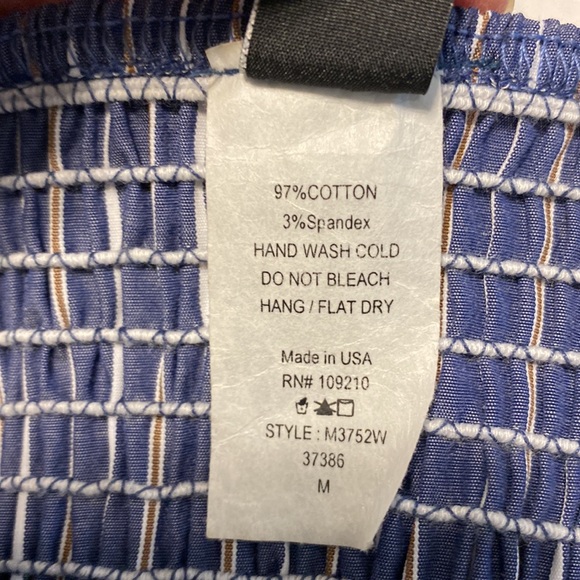 97%COTTON
3%Spandex
HAND WASH COLD
DO NOT BLEACH
HANG / FLAT DRY
Made in USA
RN# 109210
STYLE : M3752W
37386
M